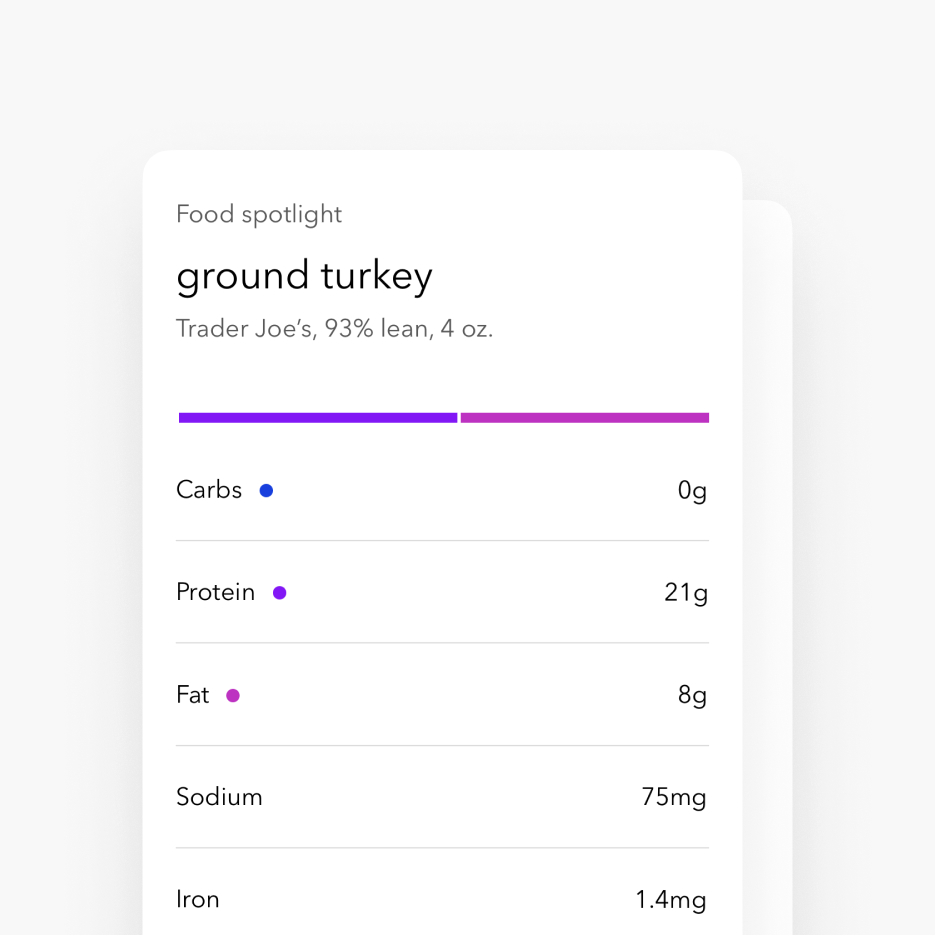 Food spotlight
ground turkey
Trader Joe’s, 93% lean, 4 oz.
Carbs 0g
Protein 21g
Fat 8g
Sodium 75mg
Iron 1.4mg